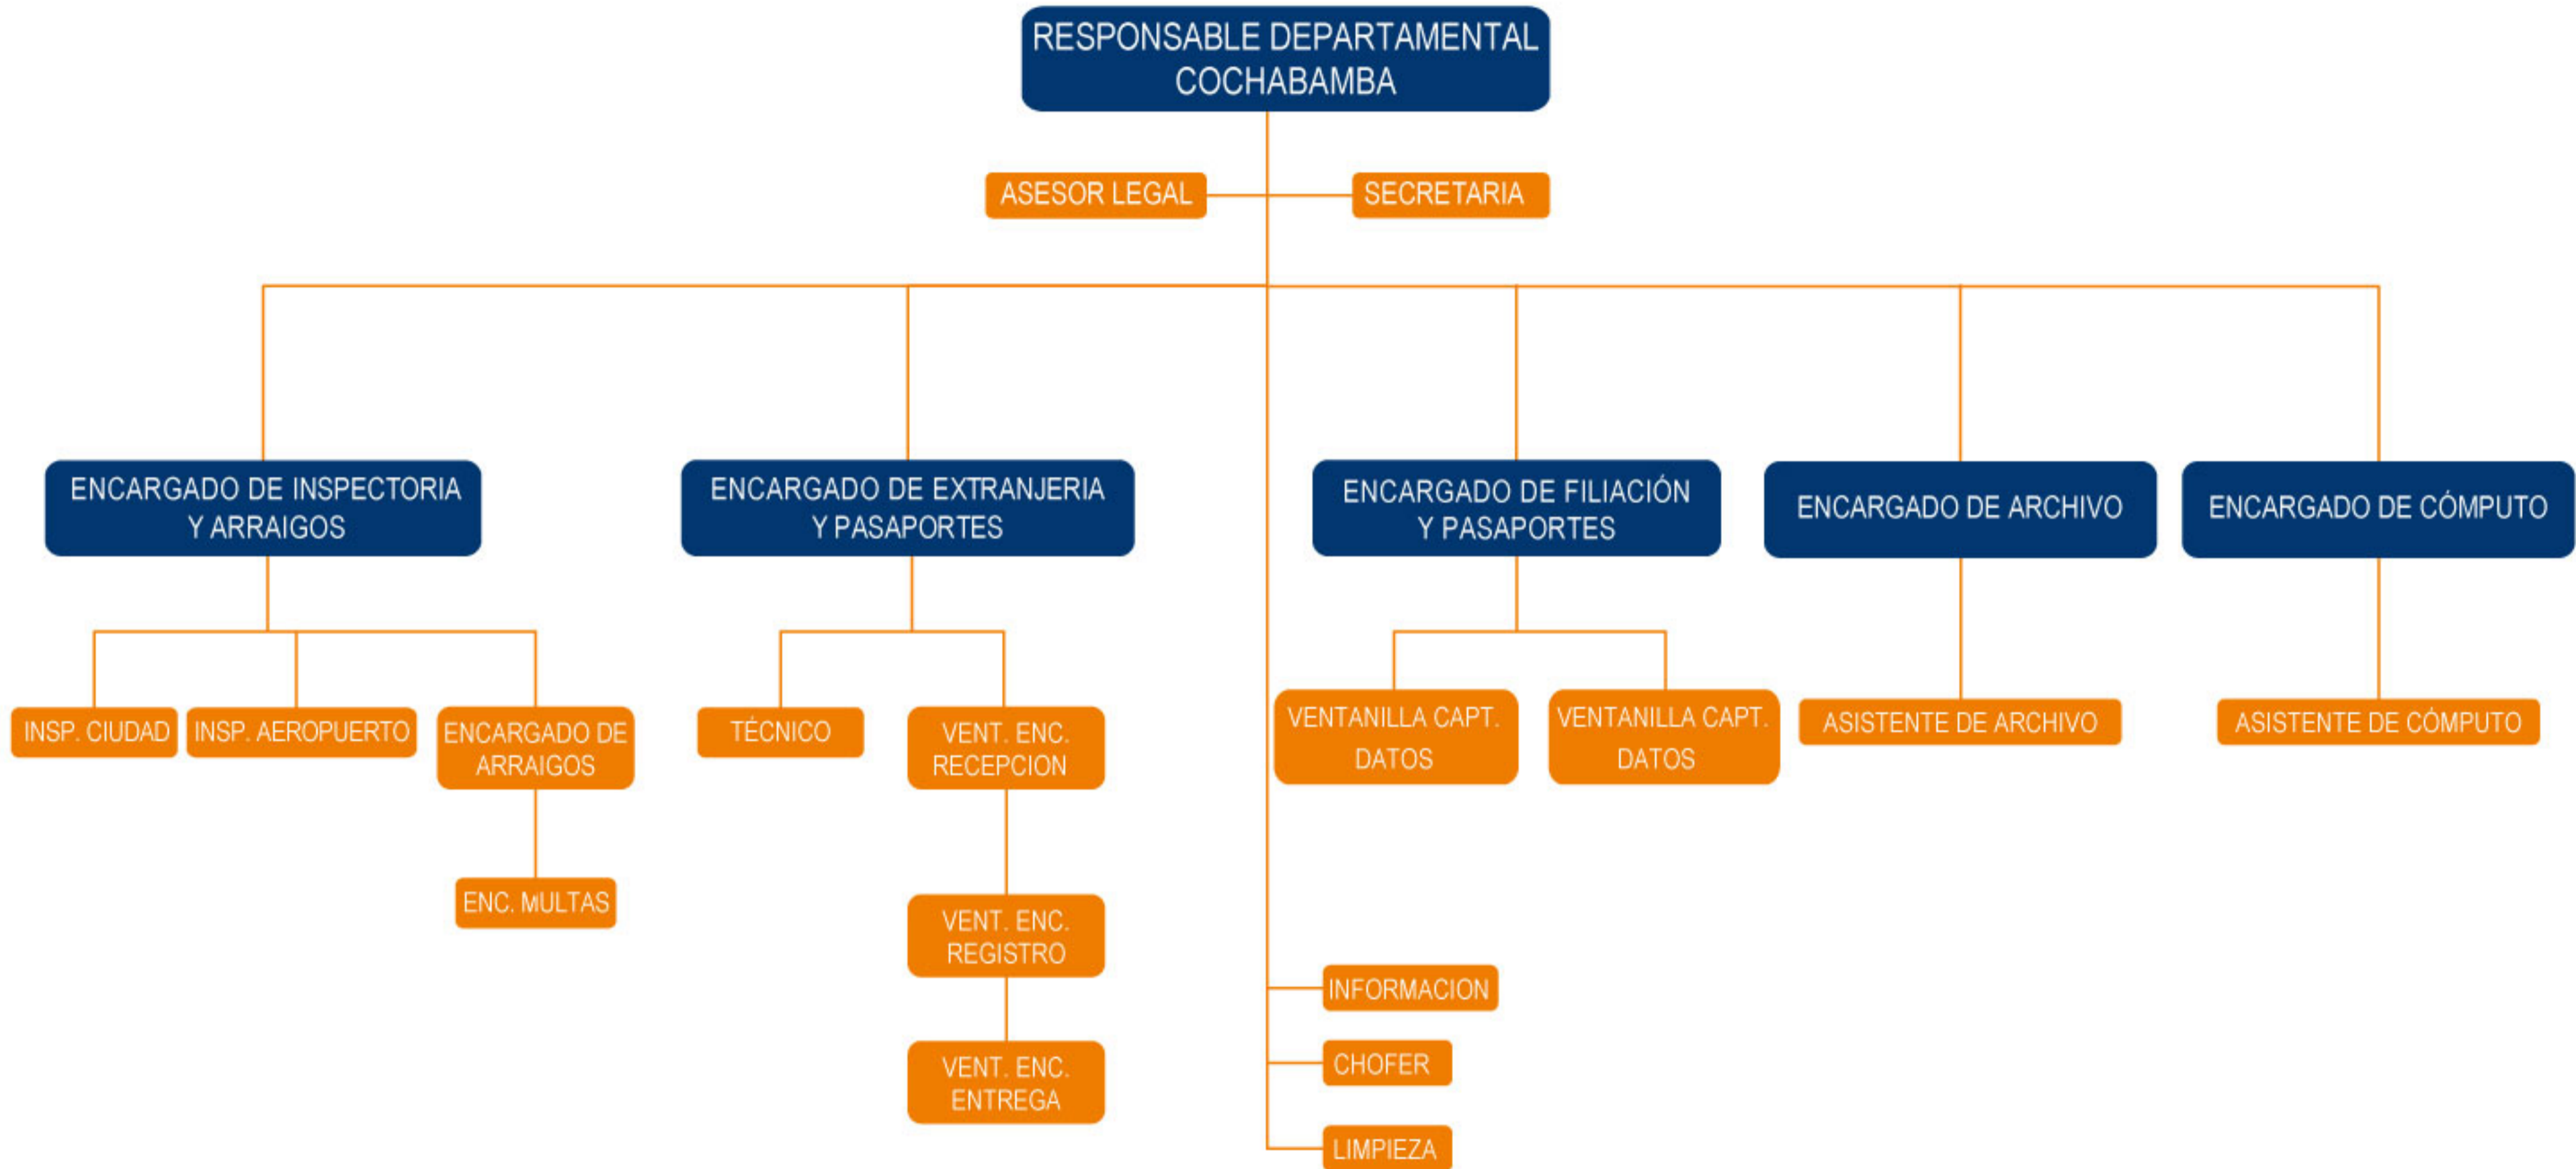 RESPONSABLE DEPARTAMENTAL
COCHABAMBA
ASESOR LEGAL
SECRETARIA
ENCARGADO DE INSPECTORIA
Y ARRAIGOS
ENCARGADO DE EXTRANJERIA
Y PASAPORTES
ENCARGADO DE FILIACIÓN
Y PASAPORTES
ENCARGADO DE ARCHIVO
ENCARGADO DE CÓMPUTO
INSP. CIUDAD
INSP. AEROPUERTO
ENCARGADO DE
ARRAIGOS
TÉCNICO
VENT. ENC.
RECEPCION
VENTANILLA CAPT.
DATOS
VENTANILLA CAPT.
DATOS
ASISTENTE DE ARCHIVO
ASISTENTE DE CÓMPUTO
ENC. MULTAS
VENT. ENC.
REGISTRO
INFORMACION
VENT. ENC.
ENTREGA
CHOFER
LIMPIEZA